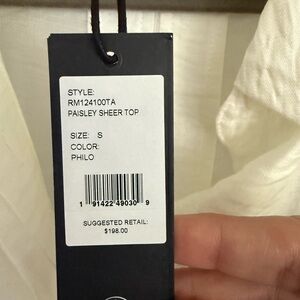 STYLE:
RM124100TA
PAISLEY SHEER TOP
SIZE: S
COLOR:
PHILO
1 91422 49030 9
SUGGESTED RETAIL:
$198.00